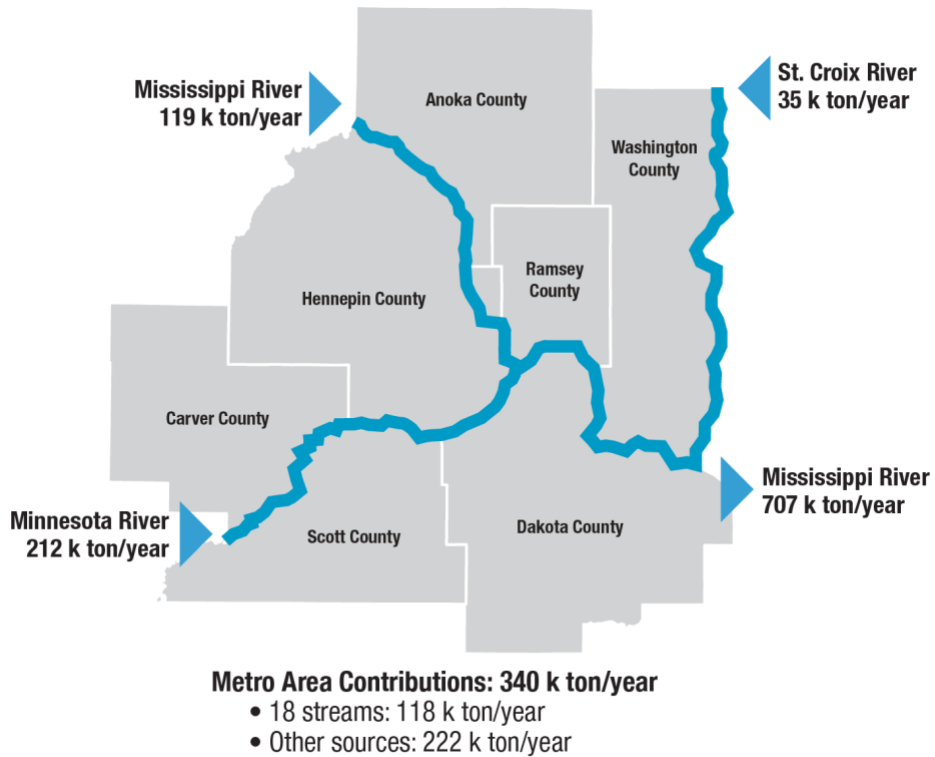 Mississippi River
119 k ton/year
Anoka County
St. Croix River
35 k ton/year
Washington
County
Ramsey
County
Hennepin County
Carver County
Mississippi River
707 k ton/year
Minnesota River
212 k ton/year
Scott County
Dakota County
Metro Area Contributions: 340 k ton/year
• 18 streams: 118 k ton/year
• Other sources: 222 k ton/year